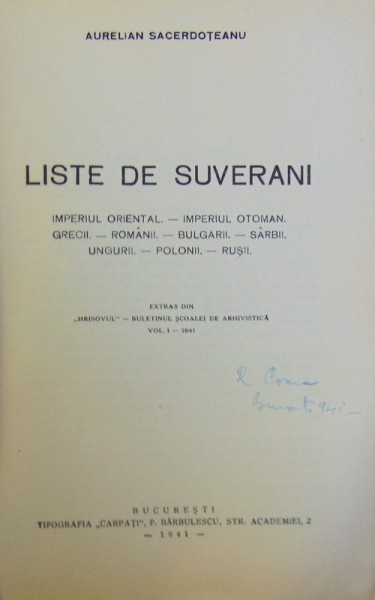 AURELIAN SACERDOȚEANU
LISTE DE SUVERANI
IMPERIUL ORIENTAL. — IMPERIUL OTOMAN.
GRECII. — ROMÂNII. — BULGARII. — SÂRBII.
UNGURII. — POLONII. — RUȘII.
EXTRAS DIN
„HRISOVUL" — BULETINUL ȘCOALEI DE ARHIVISTICĂ
VOL. I — 1941
BUCUREȘTI
TIPOGRAFIA „CARPAȚI", P. BĂRBULESCU, STR. ACADEMIEI, 2
— 1941 —